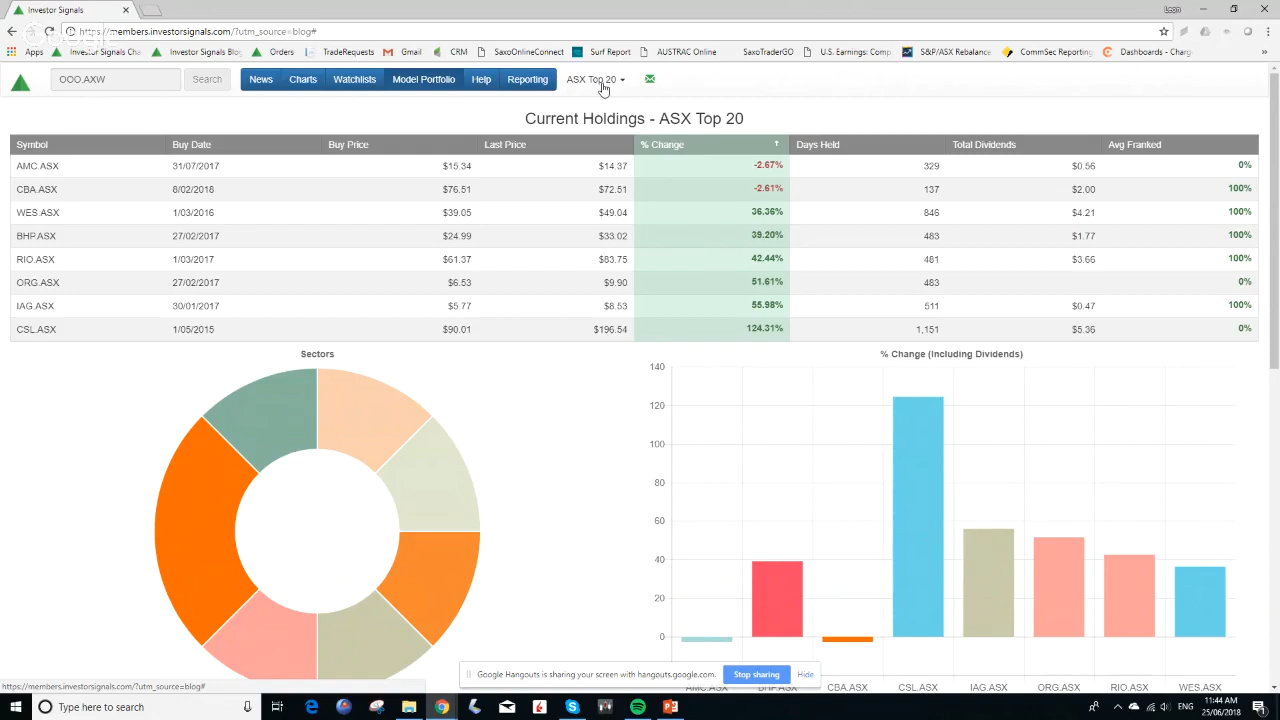 Investor Signals
https://members.investorsignals.com/?utm_source=blog#
Apps Investable Char Investor Signals Orders TradeRequests Gmail CRM SaxoOnlineConnect Surf Report AUSTRAC Online SaxoTraderGO U.S. Earnings: Comp S&P/ASX Rebalance CommSec Reporting Dashboards - Charg »
OOO.AXW Search News Charts Watchlists Model Portfolio Help Reporting ASX Top 20
Current Holdings - ASX Top 20
Symbol Buy Date Buy Price Last Price % Change Days Held Total Dividends Avg Franked
AMC.ASX 31/07/2017 $15.34 $14.37 -2.67% 329 $0.56 0%
CBA.ASX 8/02/2018 $76.51 $72.51 -2.61% 137 $2.00 100%
WES.ASX 1/03/2016 $39.05 $49.04 36.36% 846 $4.21 100%
BHP.ASX 27/02/2017 $24.99 $33.02 39.20% 483 $1.77 100%
RIO.ASX 1/03/2017 $61.37 $83.75 42.44% 481 $3.66 100%
ORG.ASX 27/02/2017 $6.53 $9.90 51.61% 483 0%
IAG.ASX 30/01/2017 $5.77 $8.53 55.98% 511 $0.47 100%
CSL.ASX 1/05/2015 $90.01 $196.54 124.31% 1,151 $5.36 0%
Sectors
% Change (Including Dividends)
140
120
100
80
60
40
20
0
AMC.ASX BHP.ASX CBA.ASX CSL.ASX IAG.ASX ORG.ASX RIO.ASX WES.ASX
Google Hangouts is sharing your screen with hangouts.google.com. Stop sharing Hide
https://members.investorsignals.com/?utm_source=blog#
Type here to search
11:44 AM
25/06/2018